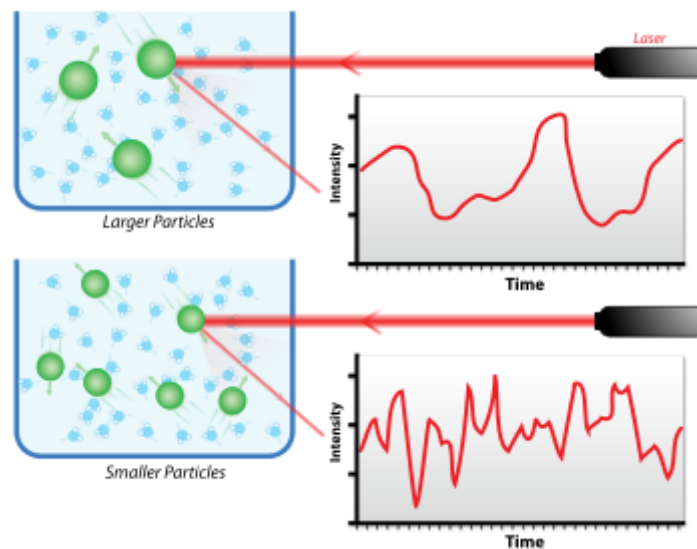 Laser
Intensity
Time
Larger Particles
Intensity
Time
Smaller Particles